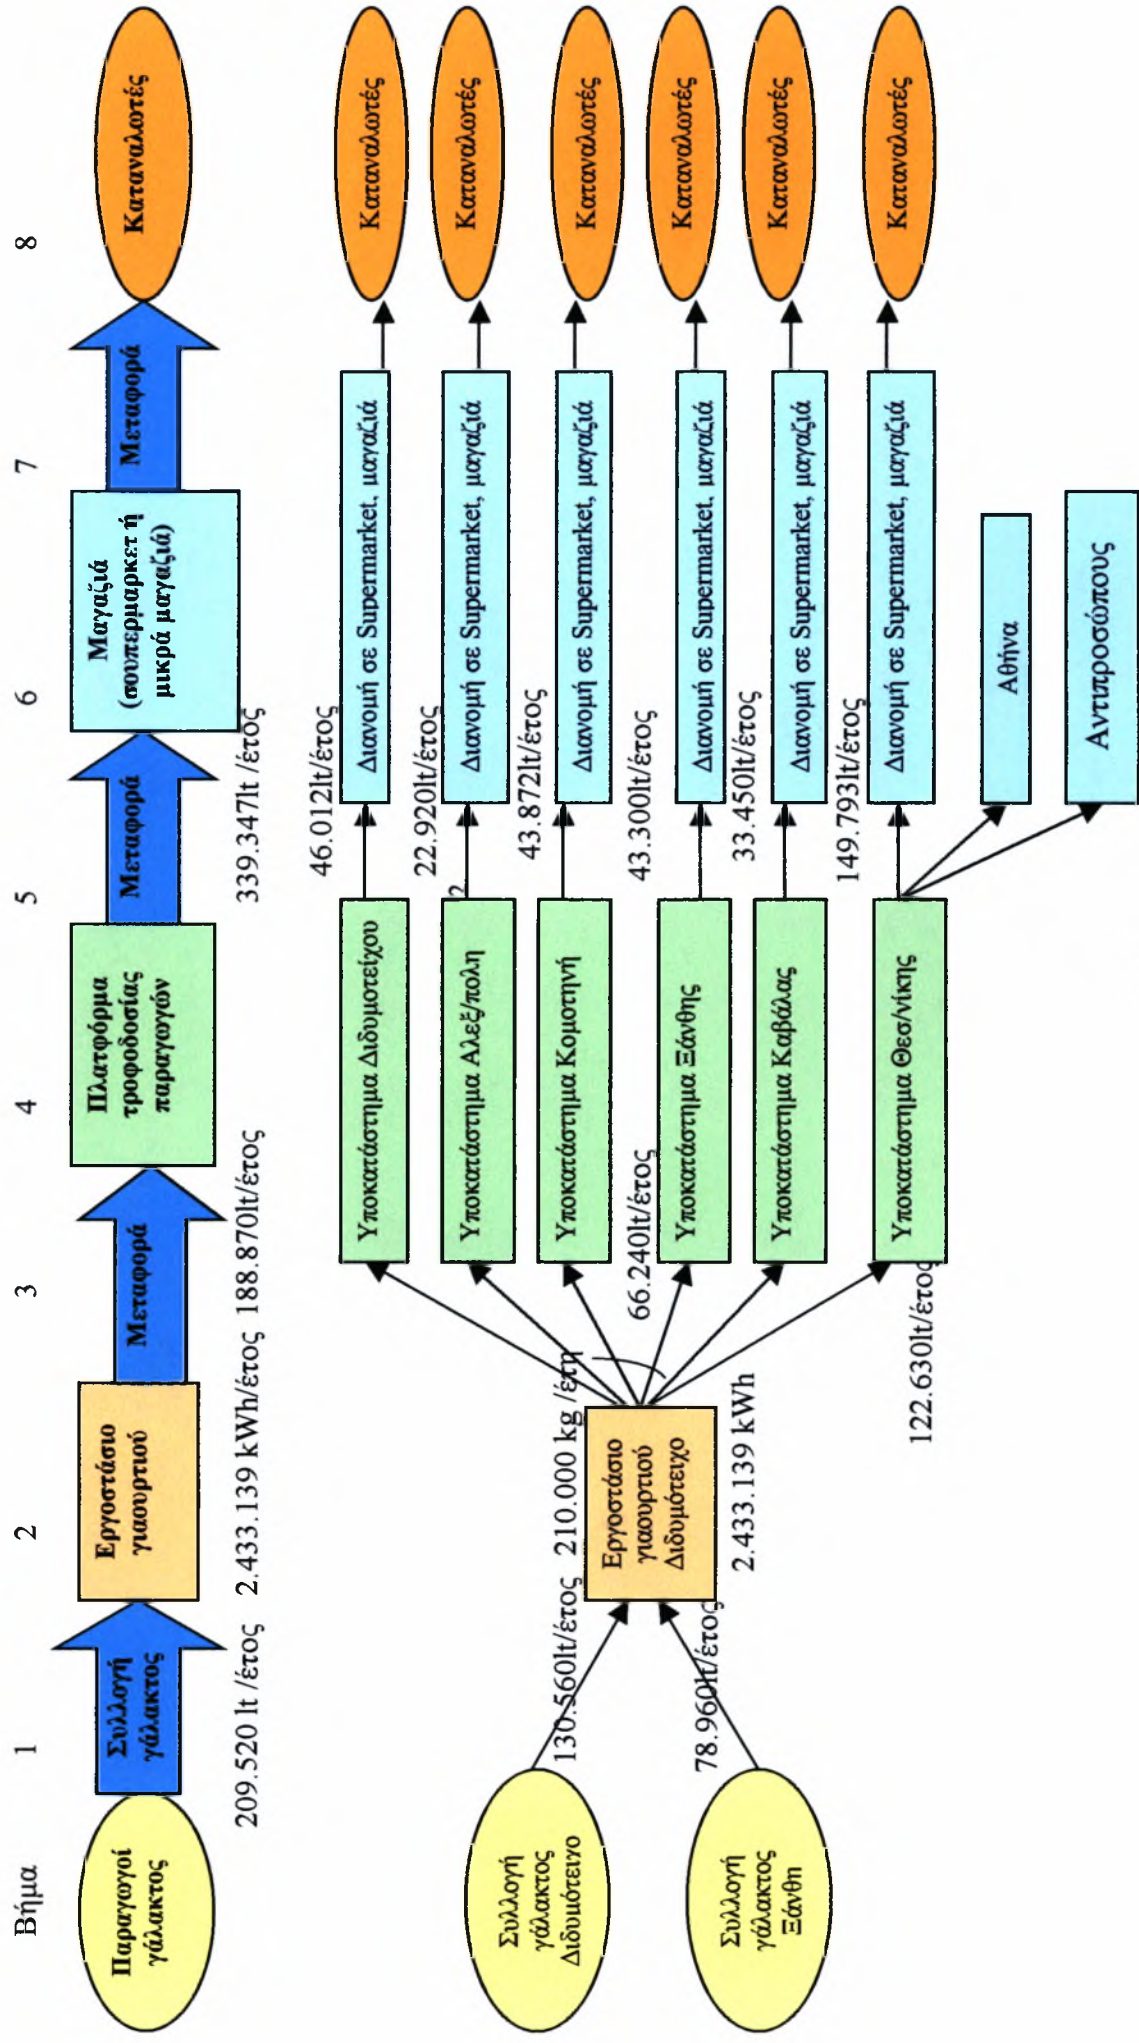 Βήμα 1 2 3 4 5 6 7 8
Παραγωγοί
γάλακτος
Συλλογή
γάλακτος
Εργοστάσιο
γιαουρτιού
Μεταφορά
Πλατφόρμα
τροφοδοσίας
παραγωγών
Μεταφορά
Μαγαζιά
(σουπερμαρκετ ή
μικρά μαγαζιά)
Μεταφορά
Καταναλωτές
209.520 lt /έτος
2.433.139 kWh/έτος
188.870lt/έτος
339.347lt /έτος
Συλλογή
γάλακτος
Διδυμότειχο
Συλλογή
γάλακτος
Ξάνθη
130.560lt/έτος
78.960lt/έτος
210.000 kg /έτη
Εργοστάσιο
γιαουρτιού
Διδυμότειχο
2.433.139 kWh
66.240lt/έτος
122.630lt/έτος
Υποκατάστημα Διδυμοτείχου
46.012lt/έτος
Διανομή σε Supermarket, μαγαζιά
Καταναλωτές
Υποκατάστημα Αλεξ/πολη
22.920lt/έτος
Διανομή σε Supermarket, μαγαζιά
Καταναλωτές
Υποκατάστημα Κομοτηνή
43.872lt/έτος
Διανομή σε Supermarket, μαγαζιά
Καταναλωτές
Υποκατάστημα Ξάνθης
43.300lt/έτος
Διανομή σε Supermarket, μαγαζιά
Καταναλωτές
Υποκατάστημα Καβάλας
33.450lt/έτος
Διανομή σε Supermarket, μαγαζιά
Καταναλωτές
Υποκατάστημα Θεσ/νίκης
149.793lt/έτος
Διανομή σε Supermarket, μαγαζιά
Καταναλωτές
Αθήνα
Αντιπροσώπους